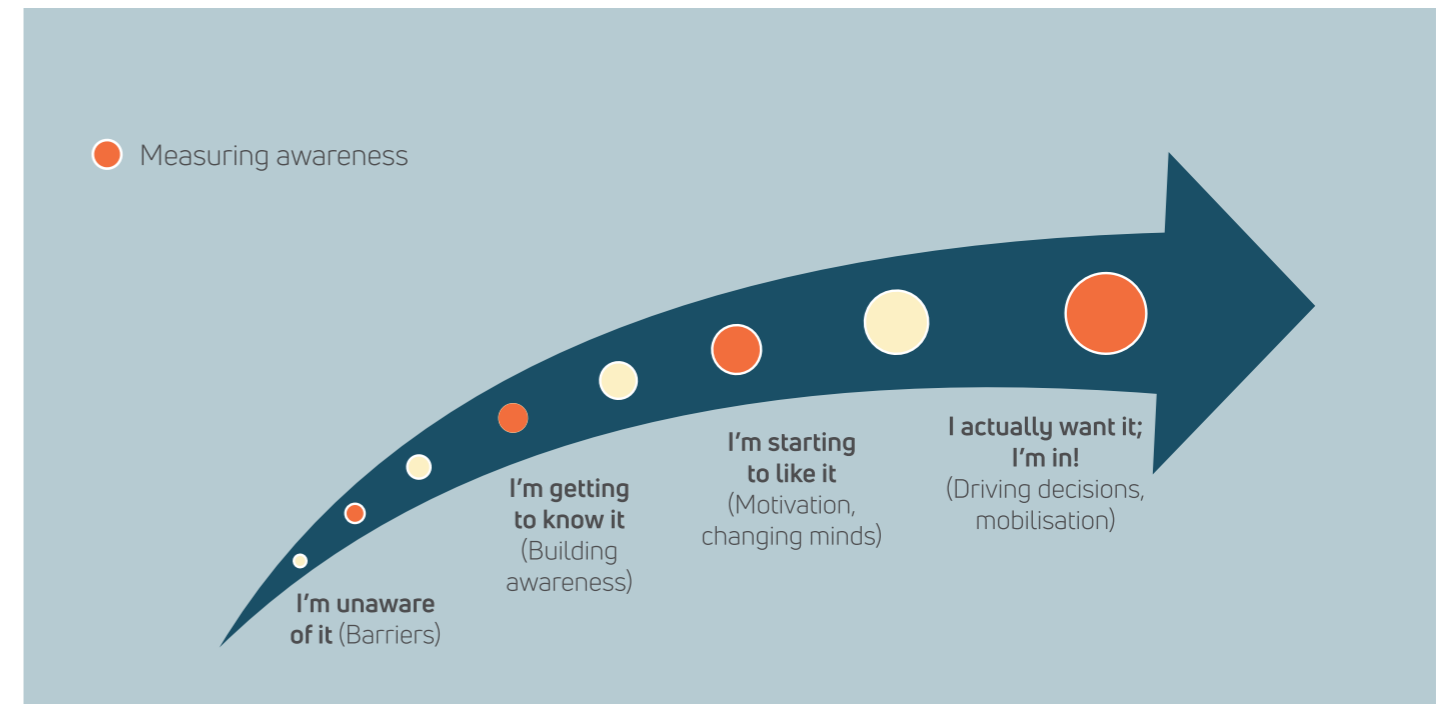 Measuring awareness
I'm unaware
of it (Barriers)
I'm getting
to know it
(Building
awareness)
I'm starting
to like it
(Motivation,
changing minds)
I actually want it;
I'm in!
(Driving decisions,
mobilisation)